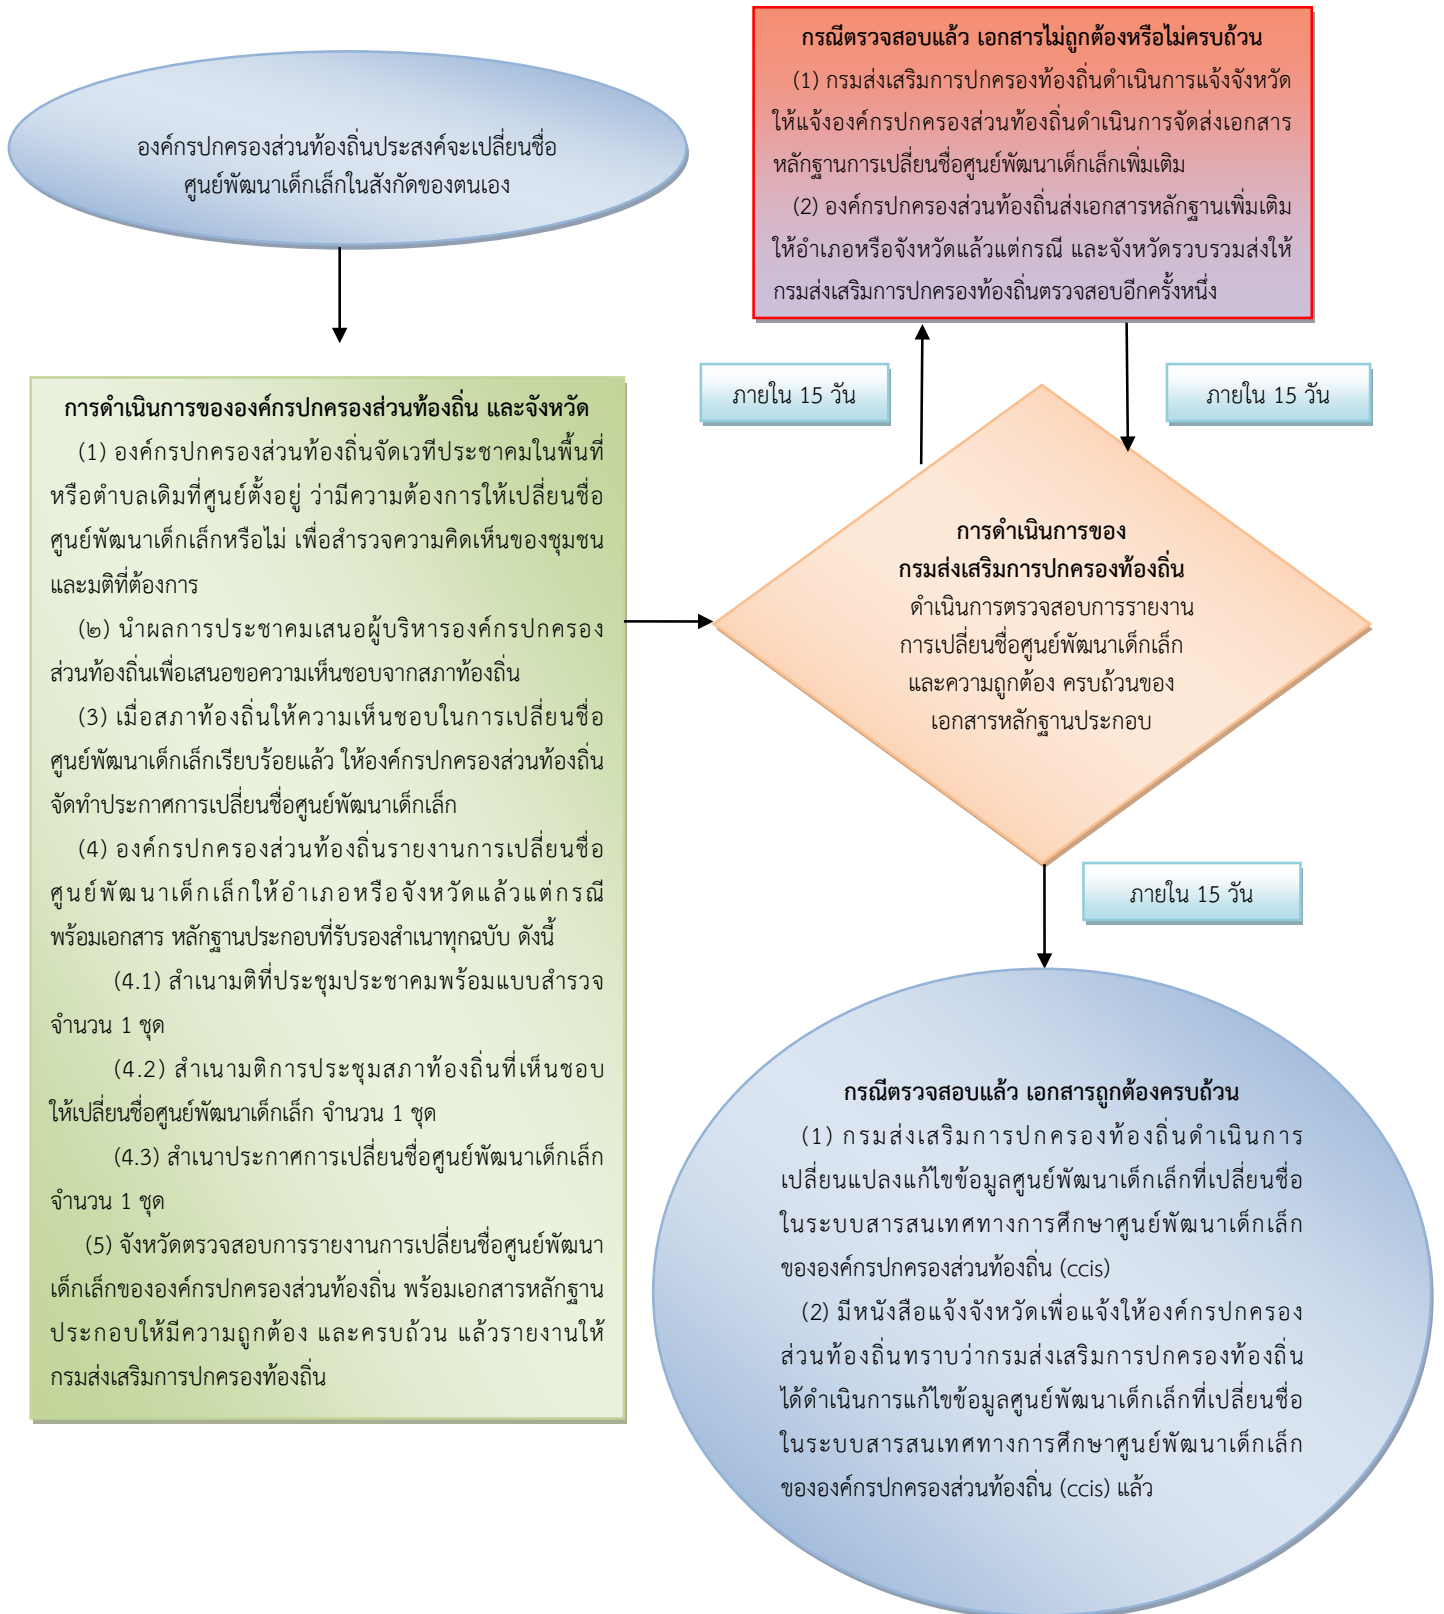 องค์กรปกครองส่วนท้องถิ่นประสงค์จะเปลี่ยนชื่อ
ศูนย์พัฒนาเด็กเล็กในสังกัดของตนเอง
การดำเนินการขององค์กรปกครองส่วนท้องถิ่น และจังหวัด
(1) องค์กรปกครองส่วนท้องถิ่นจัดเวทีประชาคมในพื้นที่
หรือตำบลเดิมที่ศูนย์ตั้งอยู่ ว่ามีความต้องการให้เปลี่ยนชื่อ
ศูนย์พัฒนาเด็กเล็กหรือไม่ เพื่อสำรวจความคิดเห็นของชุมชน
และมติที่ต้องการ
(๒) นำผลการประชาคมเสนอผู้บริหารองค์กรปกครอง
ส่วนท้องถิ่นเพื่อเสนอขอความเห็นชอบจากสภาท้องถิ่น
(3) เมื่อสภาท้องถิ่นให้ความเห็นชอบในการเปลี่ยนชื่อ
ศูนย์พัฒนาเด็กเล็กเรียบร้อยแล้ว ให้องค์กรปกครองส่วนท้องถิ่น
จัดทำประกาศการเปลี่ยนชื่อศูนย์พัฒนาเด็กเล็ก
(4) องค์กรปกครองส่วนท้องถิ่นรายงานการเปลี่ยนชื่อ
ศูนย์พัฒนาเด็กเล็กให้อำเภอหรือจังหวัดแล้วแต่กรณี
พร้อมเอกสาร หลักฐานประกอบที่รับรองสำเนาทุกฉบับ ดังนี้
(4.1) สำเนามติที่ประชุมประชาคมพร้อมแบบสำรวจ
จำนวน 1 ชุด
(4.2) สำเนามติการประชุมสภาท้องถิ่นที่เห็นชอบ
ให้เปลี่ยนชื่อศูนย์พัฒนาเด็กเล็ก จำนวน 1 ชุด
(4.3) สำเนาประกาศการเปลี่ยนชื่อศูนย์พัฒนาเด็กเล็ก
จำนวน 1 ชุด
(5) จังหวัดตรวจสอบการรายงานการเปลี่ยนชื่อศูนย์พัฒนา
เด็กเล็กขององค์กรปกครองส่วนท้องถิ่น พร้อมเอกสารหลักฐาน
ประกอบให้มีความถูกต้อง และครบถ้วน แล้วรายงานให้
กรมส่งเสริมการปกครองท้องถิ่น
กรณีตรวจสอบแล้ว เอกสารไม่ถูกต้องหรือไม่ครบถ้วน
(1) กรมส่งเสริมการปกครองท้องถิ่นดำเนินการแจ้งจังหวัด
ให้แจ้งองค์กรปกครองส่วนท้องถิ่นดำเนินการจัดส่งเอกสาร
หลักฐานการเปลี่ยนชื่อศูนย์พัฒนาเด็กเล็กเพิ่มเติม
(2) องค์กรปกครองส่วนท้องถิ่นส่งเอกสารหลักฐานเพิ่มเติม
ให้อำเภอหรือจังหวัดแล้วแต่กรณี และจังหวัดรวบรวมส่งให้
กรมส่งเสริมการปกครองท้องถิ่นตรวจสอบอีกครั้งหนึ่ง
ภายใน 15 วัน
ภายใน 15 วัน
การดำเนินการของ
กรมส่งเสริมการปกครองท้องถิ่น
ดำเนินการตรวจสอบการรายงาน
การเปลี่ยนชื่อศูนย์พัฒนาเด็กเล็ก
และความถูกต้อง ครบถ้วนของ
เอกสารหลักฐานประกอบ
ภายใน 15 วัน
กรณีตรวจสอบแล้ว เอกสารถูกต้องครบถ้วน
(1) กรมส่งเสริมการปกครองท้องถิ่นดำเนินการ
เปลี่ยนแปลงแก้ไขข้อมูลศูนย์พัฒนาเด็กเล็กที่เปลี่ยนชื่อ
ในระบบสารสนเทศทางการศึกษาศูนย์พัฒนาเด็กเล็ก
ขององค์กรปกครองส่วนท้องถิ่น (ccis)
(2) มีหนังสือแจ้งจังหวัดเพื่อแจ้งให้องค์กรปกครอง
ส่วนท้องถิ่นทราบว่ากรมส่งเสริมการปกครองท้องถิ่น
ได้ดำเนินการแก้ไขข้อมูลศูนย์พัฒนาเด็กเล็กที่เปลี่ยนชื่อ
ในระบบสารสนเทศทางการศึกษาศูนย์พัฒนาเด็กเล็ก
ขององค์กรปกครองส่วนท้องถิ่น (ccis) แล้ว